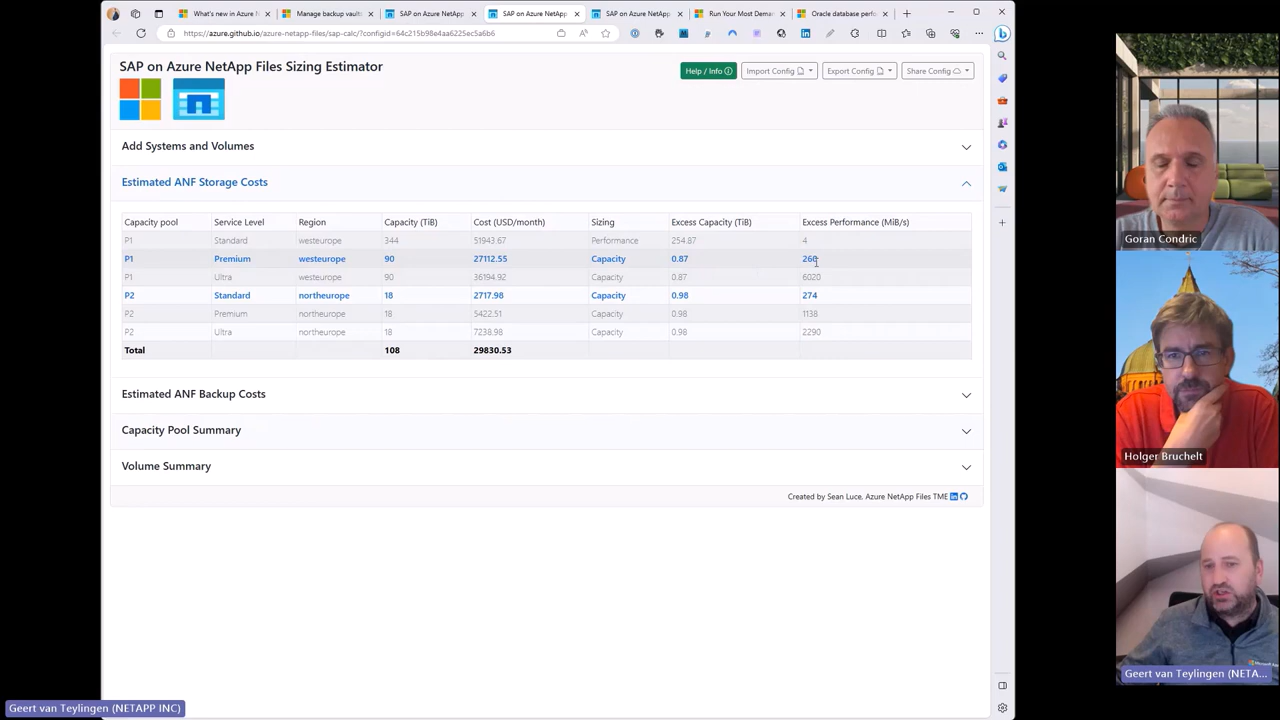 What's new in Azure N
Manage backup vault
SAP on Azure NetApp
SAP on Azure NetApp
SAP on Azure NetApp
Run Your Most Deman
Oracle database perfo
https://azure.github.io/azure-netapp-files/sap-calc/?configid=64c215b98e4aa6225ec5a6b6
SAP on Azure NetApp Files Sizing Estimator
Help / Info
Import Config
Export Config
Share Config
Add Systems and Volumes
Estimated ANF Storage Costs
Capacity pool Service Level Region Capacity (TiB) Cost (USD/month) Sizing Excess Capacity (TiB) Excess Performance (MiB/s)
P1 Standard westeurope 344 51943.67 Performance 254.87 4
P1 Premium westeurope 90 27112.55 Capacity 0.87 260
P1 Ultra westeurope 90 36194.92 Capacity 0.87 6020
P2 Standard northeurope 18 2717.98 Capacity 0.98 274
P2 Premium northeurope 18 5422.51 Capacity 0.98 1138
P2 Ultra northeurope 18 7238.98 Capacity 0.98 2290
Total 108 29830.53
Estimated ANF Backup Costs
Capacity Pool Summary
Volume Summary
Created by Sean Luce, Azure NetApp Files TME
Goran Condric
Holger Bruchelt
Geert van Teylingen (NETA...
Geert van Teylingen (NETAPP INC)